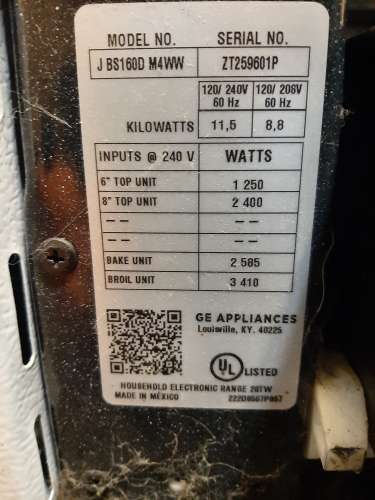 MODEL NO. SERIAL NO.
J BS160D M4WW ZT259601P
120/ 240V 120/ 208V
60 Hz 60 Hz
KILOWATTS 11,5 8,8
INPUTS @ 240 V WATTS
6" TOP UNIT 1 250
8" TOP UNIT 2 400
-- --
-- --
BAKE UNIT 2 585
BROIL UNIT 3 410
GE APPLIANCES
Louisville, KY. 40225
UL LISTED
HOUSEHOLD ELECTRONIC RANGE 26TW
MADE IN MÉXICO